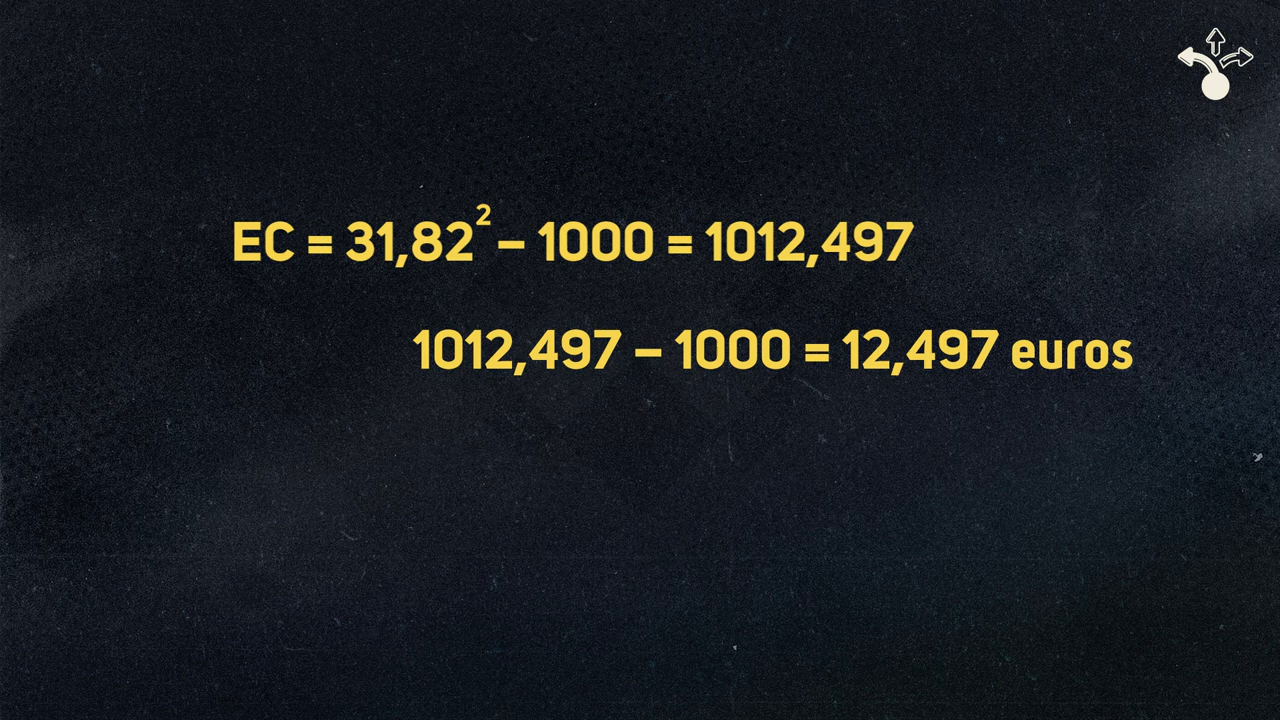 EC = 31,82² – 1000 = 1012,497
1012,497 – 1000 = 12,497 euros